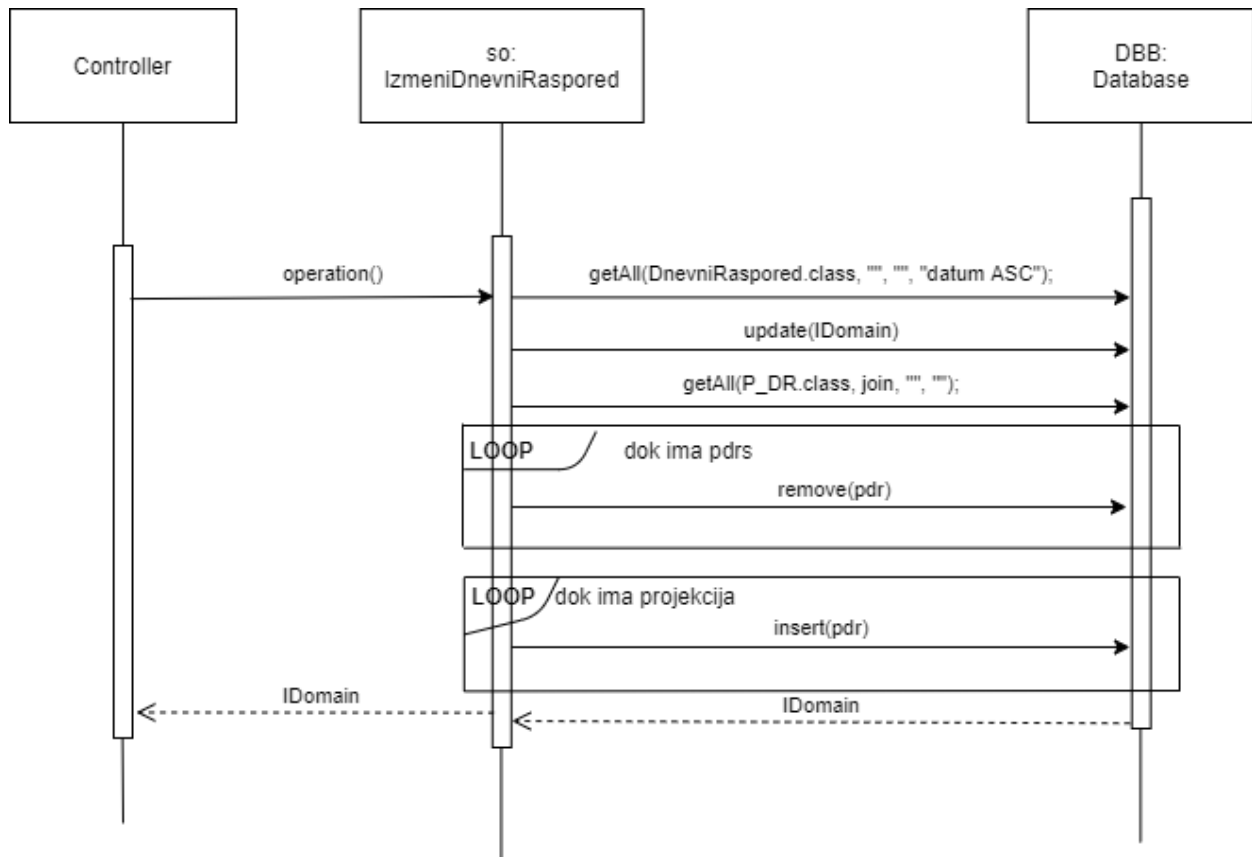 Controller
so:
IzmeniDnevniRaspored
DBB:
Database
operation()
getAll(DnevniRaspored.class, "", "", "datum ASC");
update(IDomain)
getAll(P_DR.class, join, "", "");
LOOP
dok ima pdrs
remove(pdr)
LOOP
dok ima projekcija
insert(pdr)
IDomain
IDomain